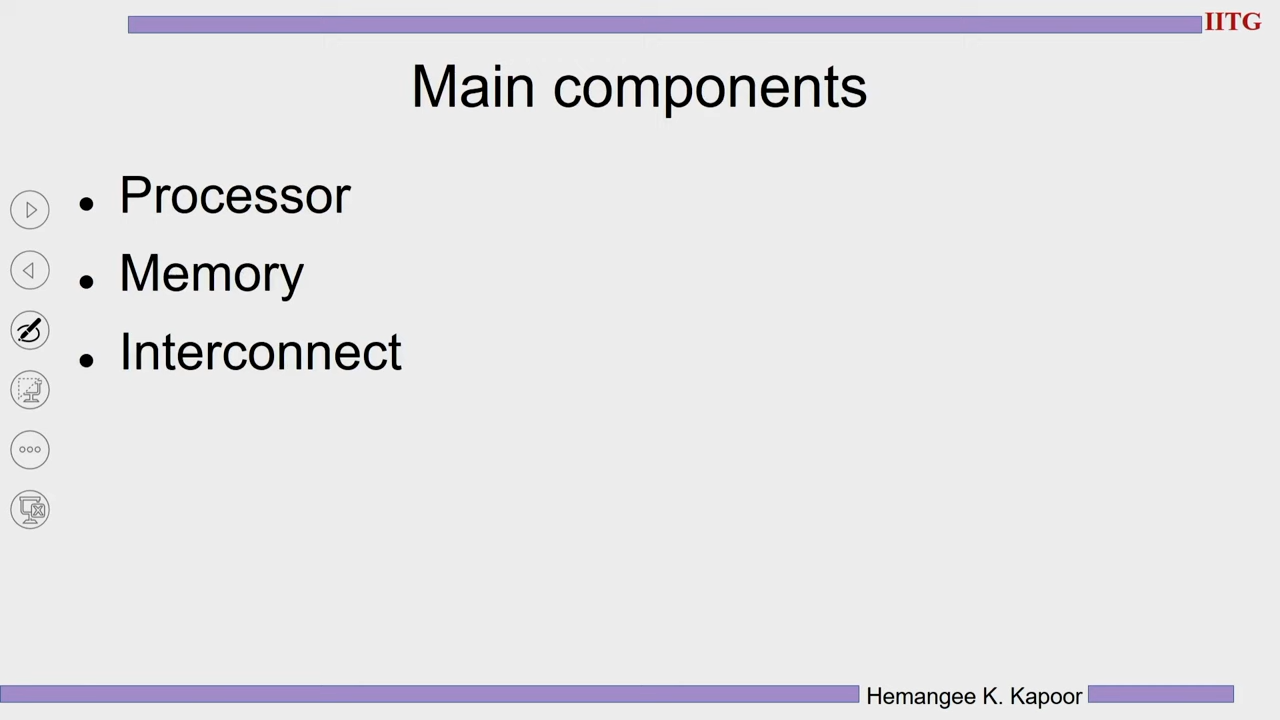 IITG
Main components
• Processor
• Memory
• Interconnect
Hemangee K. Kapoor